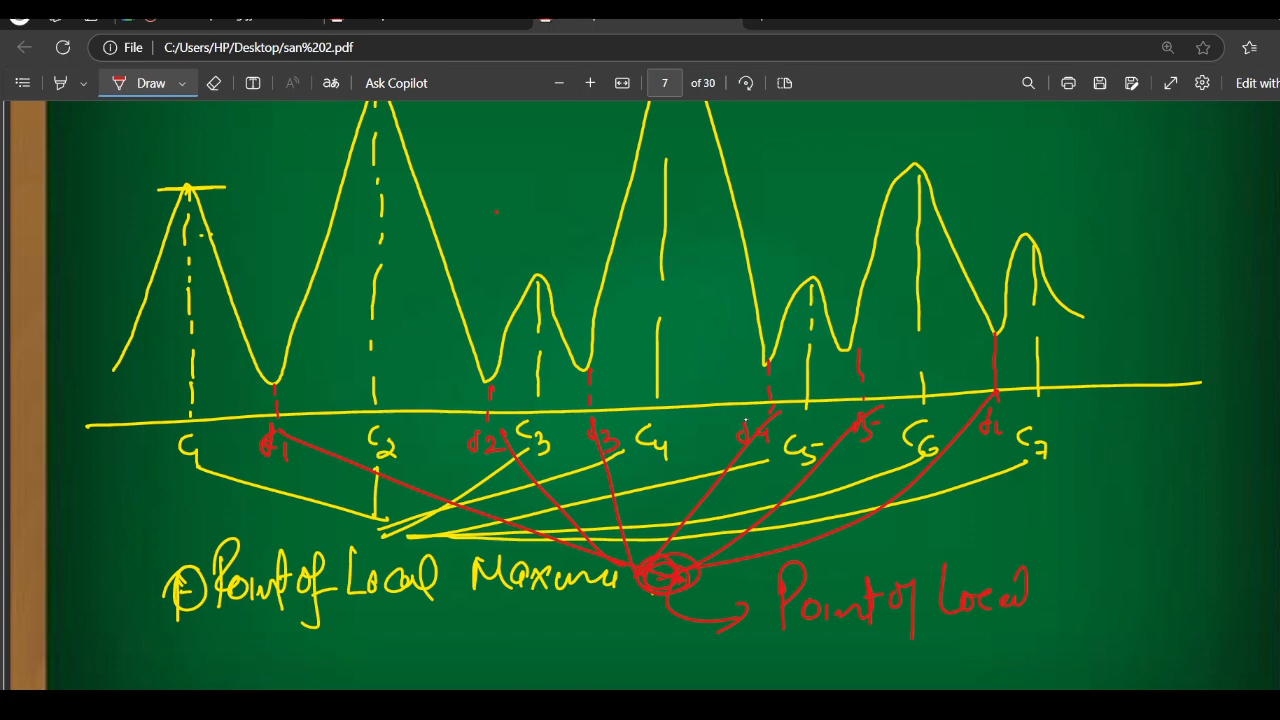 File C:/Users/HP/Desktop/san%202.pdf
Draw Ask Copilot 7 of 30 Edit with
C1 d1 C2 d2 C3 d3 C4 d4 C5 d5 C6 d6 C7
Point of Local Maxima
Point of Local